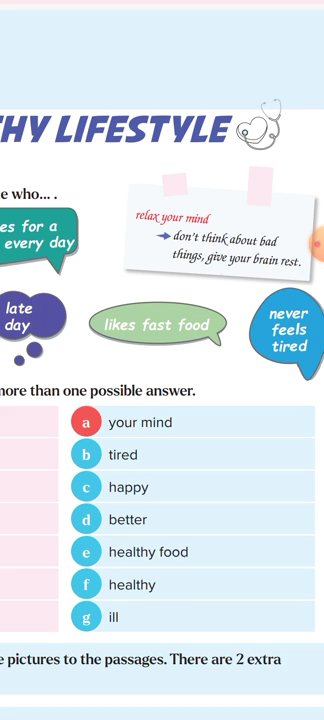 HY LIFESTYLE
e who... .
es for a
every day
relax your mind
don't think about bad
things, give your brain rest.
late
day
likes fast food
never
feels
tired
more than one possible answer.
a your mind
b tired
c happy
d better
e healthy food
f healthy
g ill
e pictures to the passages. There are 2 extra